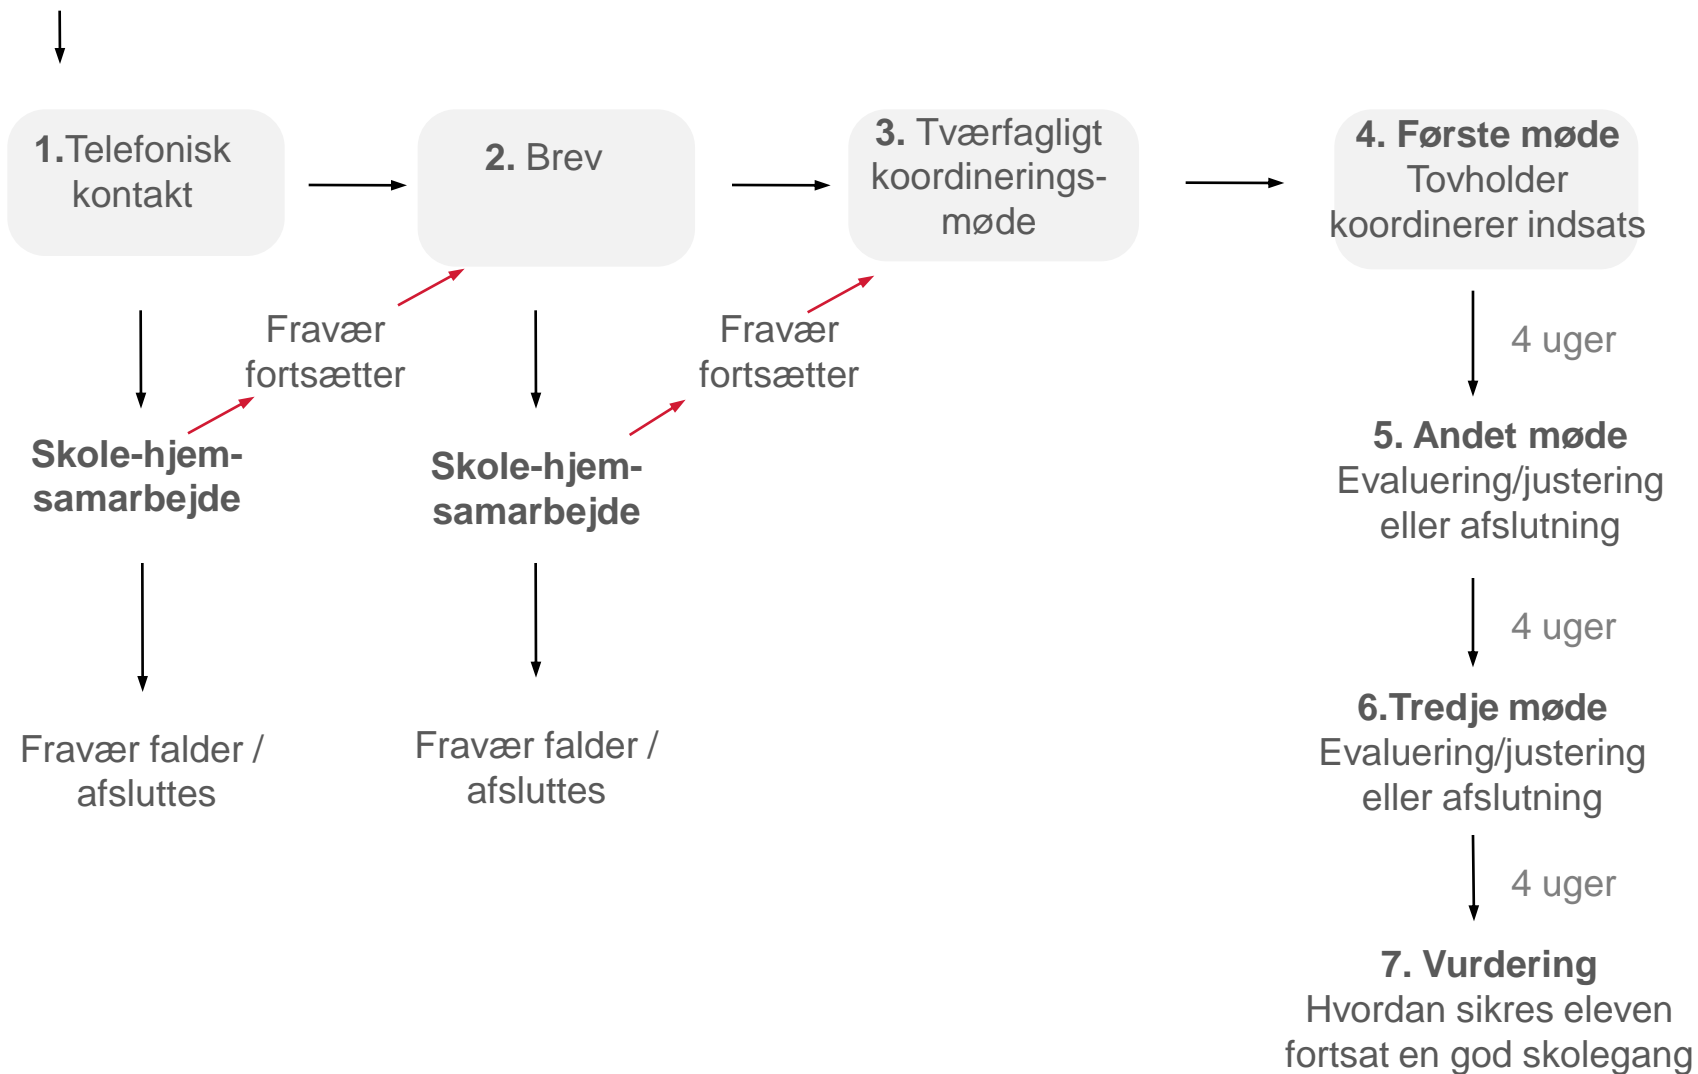 1.Telefonisk
kontakt
2. Brev
3. Tværfagligt
koordinerings-
møde
4. Første møde
Tovholder
koordinerer indsats
Fravær
fortsætter
Fravær
fortsætter
4 uger
Skole-hjem-
samarbejde
Skole-hjem-
samarbejde
5. Andet møde
Evaluering/justering
eller afslutning
4 uger
Fravær falder /
afsluttes
Fravær falder /
afsluttes
6.Tredje møde
Evaluering/justering
eller afslutning
4 uger
7. Vurdering
Hvordan sikres eleven
fortsat en god skolegang